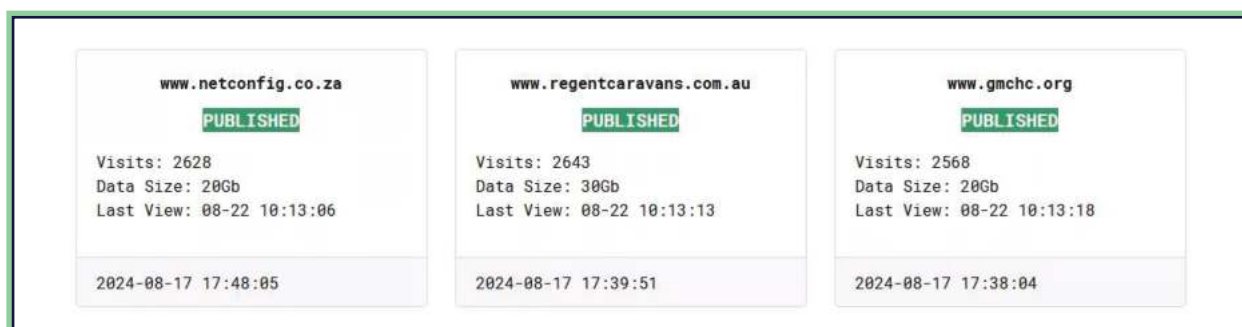 www.netconfig.co.za
PUBLISHED
Visits: 2628
Data Size: 20Gb
Last View: 08-22 10:13:06
2024-08-17 17:48:05
www.regentcaravans.com.au
PUBLISHED
Visits: 2643
Data Size: 30Gb
Last View: 08-22 10:13:13
2024-08-17 17:39:51
www.gmchc.org
PUBLISHED
Visits: 2568
Data Size: 20Gb
Last View: 08-22 10:13:18
2024-08-17 17:38:04